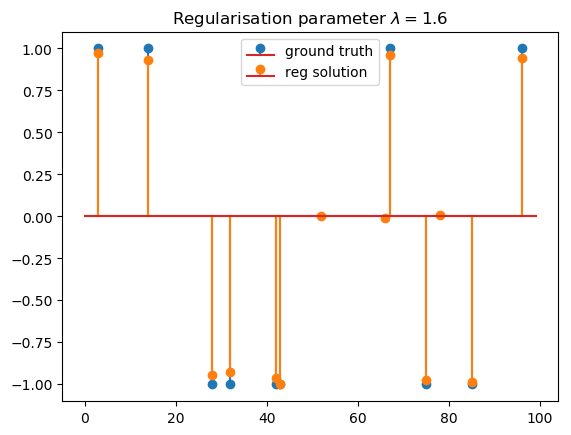 Regularisation parameter λ = 1.6
ground truth
reg solution
1.00
0.75
0.50
0.25
0.00
−0.25
−0.50
−0.75
−1.00
0 20 40 60 80 100